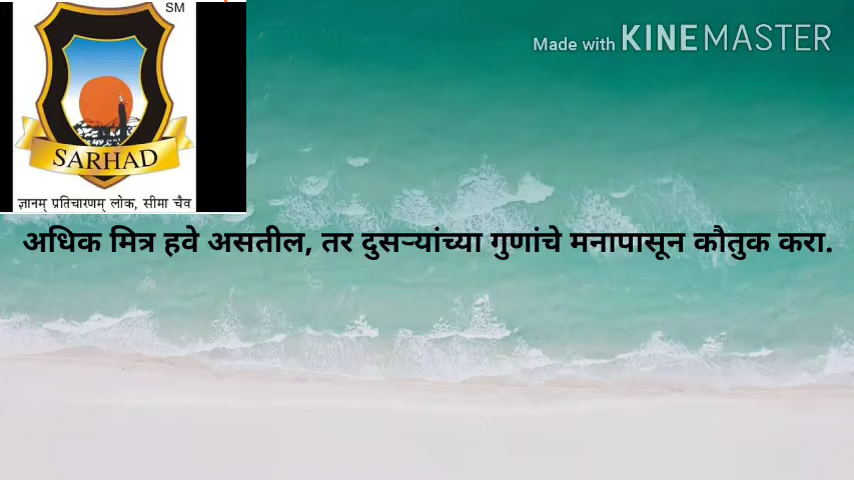 SM
Made with KINEMASTER
SARHAD
ज्ञानम् प्रतिचारणम् लोक, सीमा चैव
अधिक मित्र हवे असतील, तर दुसऱ्यांच्या गुणांचे मनापासून कौतुक करा.